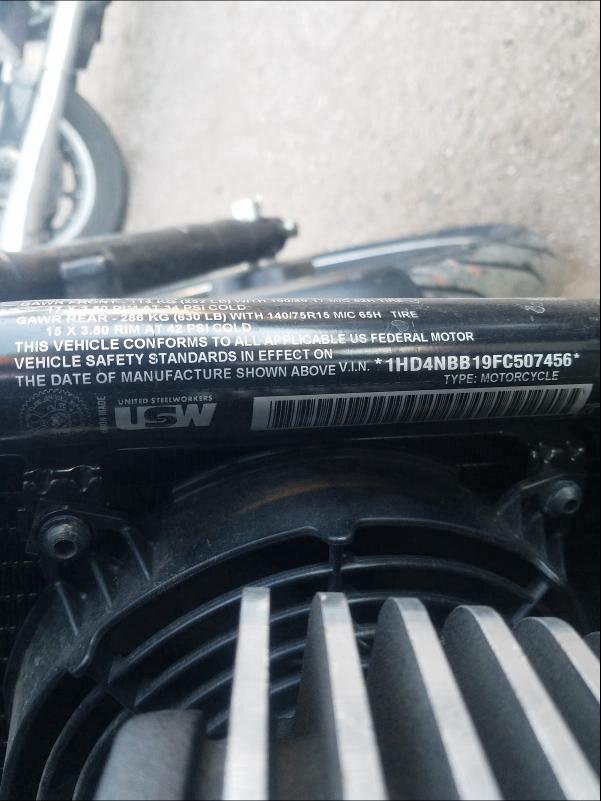 GAWR REAR - 286 KG (630 LB) WITH 140/75R15 M/C 65H TIRE
15 X 3.50 RIM AT 42 PSI COLD
THIS VEHICLE CONFORMS TO ALL APPLICABLE US FEDERAL MOTOR
VEHICLE SAFETY STANDARDS IN EFFECT ON
THE DATE OF MANUFACTURE SHOWN ABOVE V.I.N. *1HD4NBB19FC507456*
TYPE: MOTORCYCLE
UNITED STEELWORKERS
USW
MADE